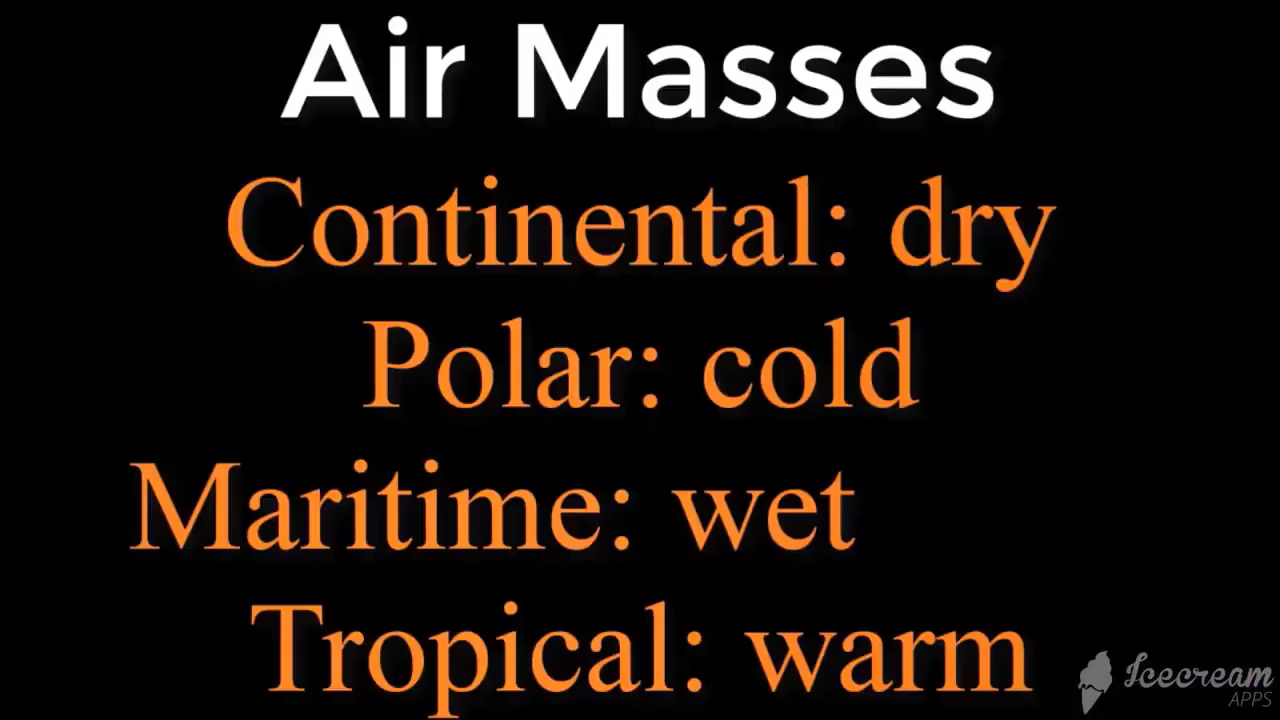 Air Masses
Continental: dry
Polar: cold
Maritime: wet
Tropical: warm
Icecream
APPS